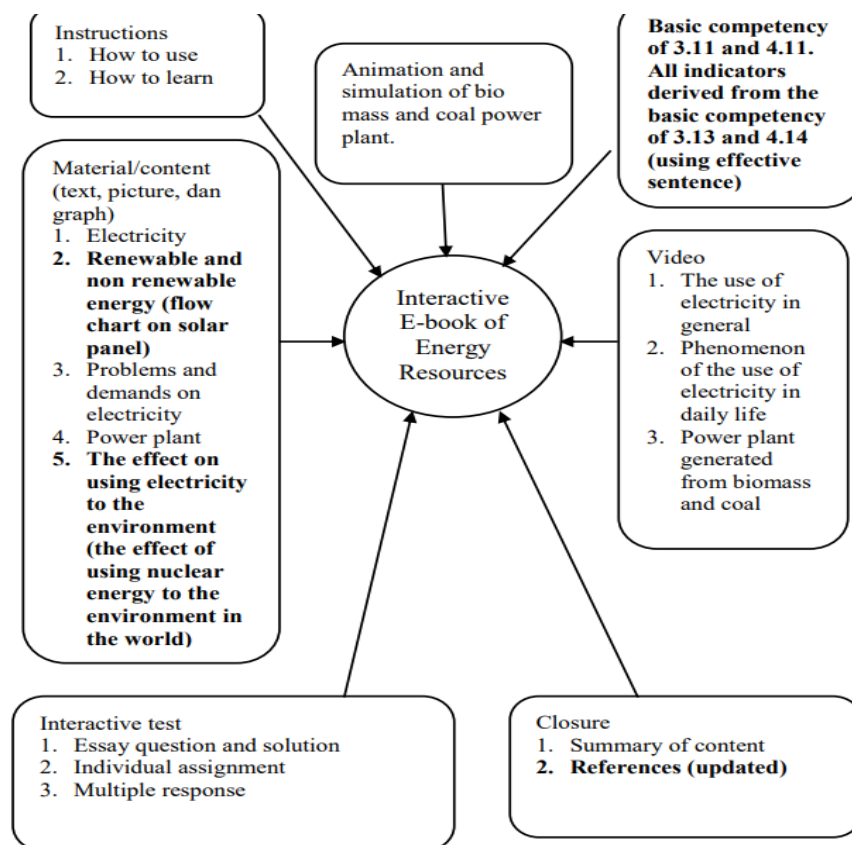 Instructions
1. How to use
2. How to learn
Animation and
simulation of bio
mass and coal power
plant.
Basic competency
of 3.11 and 4.11.
All indicators
derived from the
basic competency
of 3.13 and 4.14
(using effective
sentence)
Material/content
(text, picture, dan
graph)
1. Electricity
2. Renewable and
non renewable
energy (flow
chart on solar
panel)
3. Problems and
demands on
electricity
4. Power plant
5. The effect on
using electricity
to the
environment
(the effect of
using nuclear
energy to the
environment in
the world)
Interactive
E-book of
Energy
Resources
Video
1. The use of
electricity in
general
2. Phenomenon
of the use of
electricity in
daily life
3. Power plant
generated
from biomass
and coal
Interactive test
1. Essay question and solution
2. Individual assignment
3. Multiple response
Closure
1. Summary of content
2. References (updated)